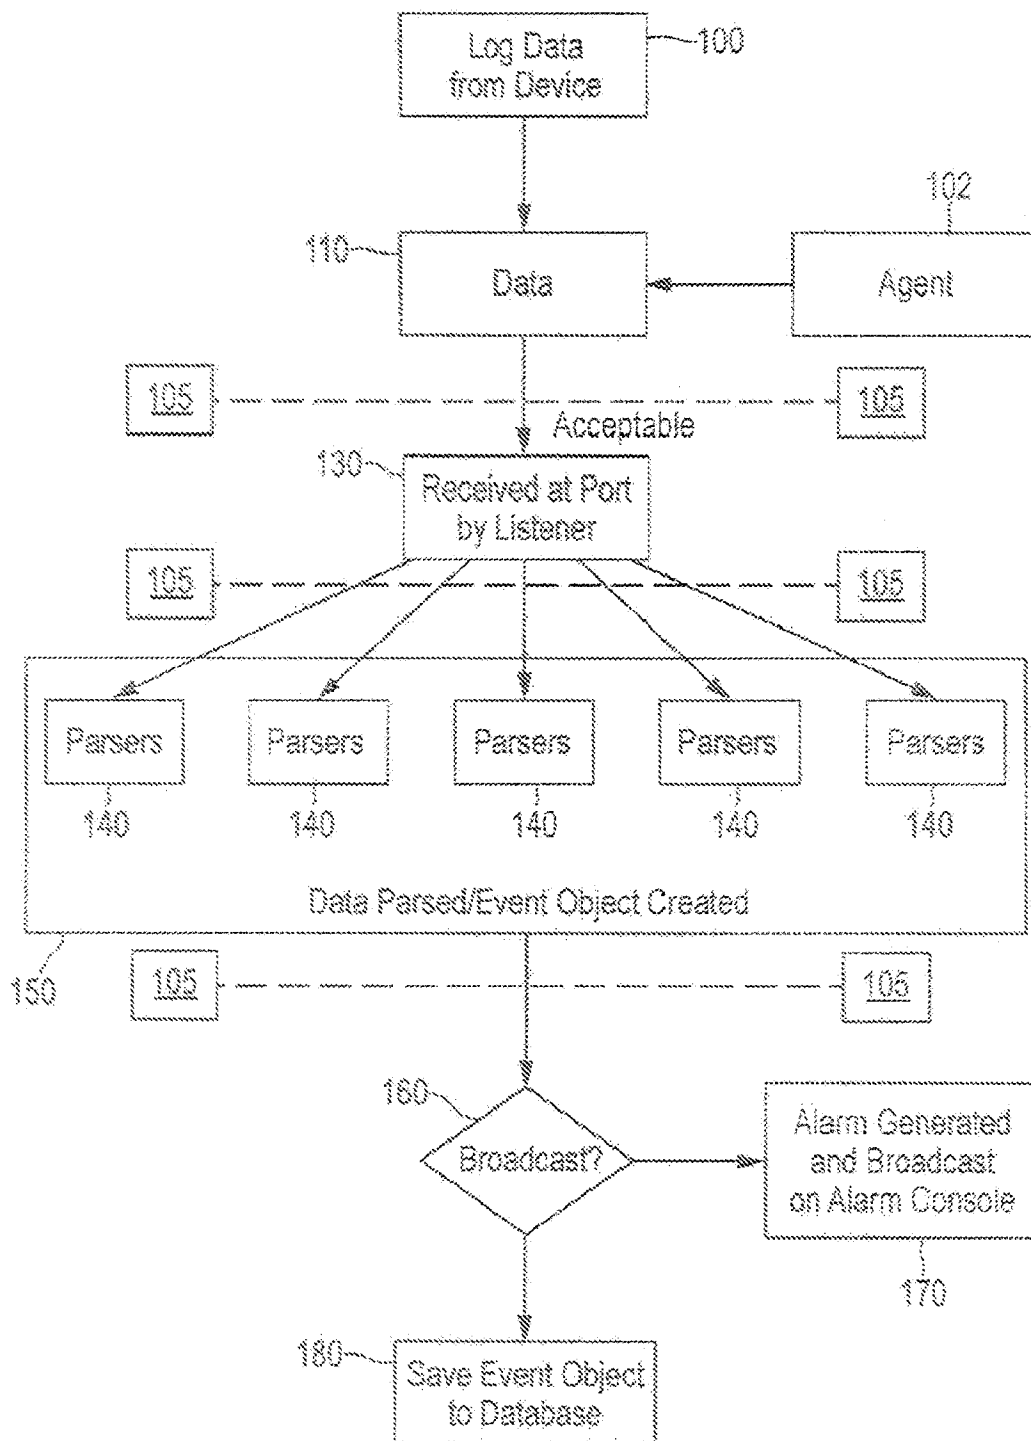 Log Data
from Device
100
102
110
Data
Agent
105
105
Acceptable
130
Received at Port
by Listener
105
105
Parsers
Parsers
Parsers
Parsers
Parsers
140
140
140
140
140
Data Parsed/Event Object Created
150
105
105
160
Broadcast?
Alarm Generated
and Broadcast
on Alarm Console
170
180
Save Event Object
to Database